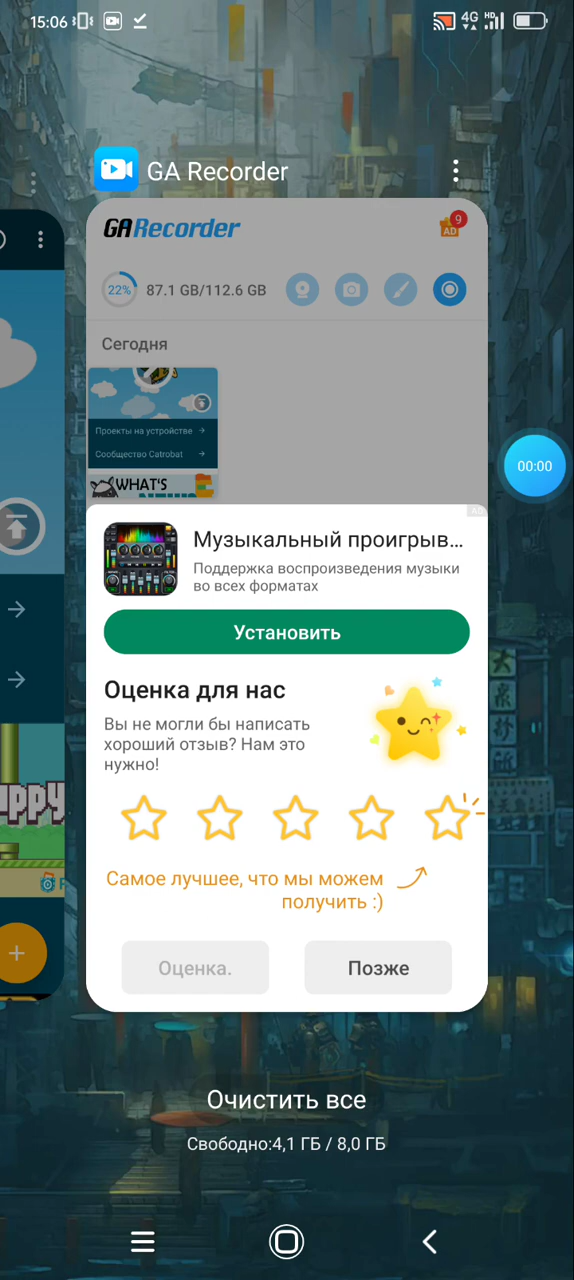 15:06
4G HD
GA Recorder
GARecorder
AD
9
22%
87.1 GB/112.6 GB
Сегодня
Проекты на устройстве
Сообщество Catrobat
WHAT'S
00:00
AD
Музыкальный проигрыв...
Поддержка воспроизведения музыки
во всех форматах
Установить
Оценка для нас
Вы не могли бы написать
хороший отзыв? Нам это
нужно!
Самое лучшее, что мы можем
получить :)
Оценка.
Позже
+
Очистить все
Свободно:4,1 ГБ / 8,0 ГБ